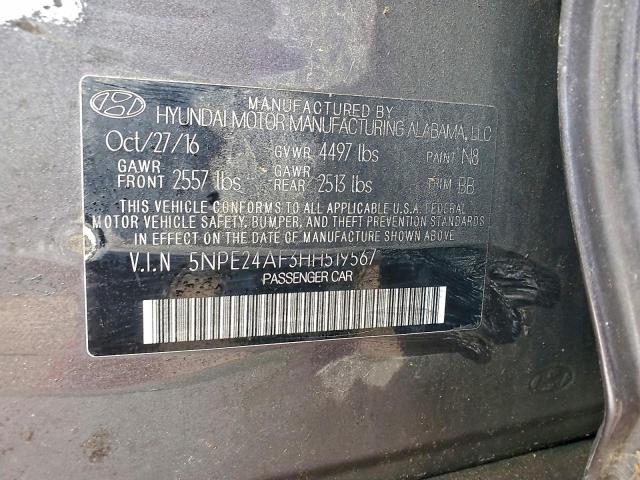 MANUFACTURED BY
HYUNDAI MOTOR MANUFACTURING ALABAMA, LLC
Oct/27/16 GVWR 4497 lbs PAINT N8
GAWR FRONT 2557 lbs GAWR REAR 2513 lbs TRIM BB
THIS VEHICLE CONFORMS TO ALL APPLICABLE U.S.A. FEDERAL
MOTOR VEHICLE SAFETY, BUMPER, AND THEFT PREVENTION STANDARDS
IN EFFECT ON THE DATE OF MANUFACTURE SHOWN ABOVE.
V.I.N 5NPE24AF3HH519567
PASSENGER CAR